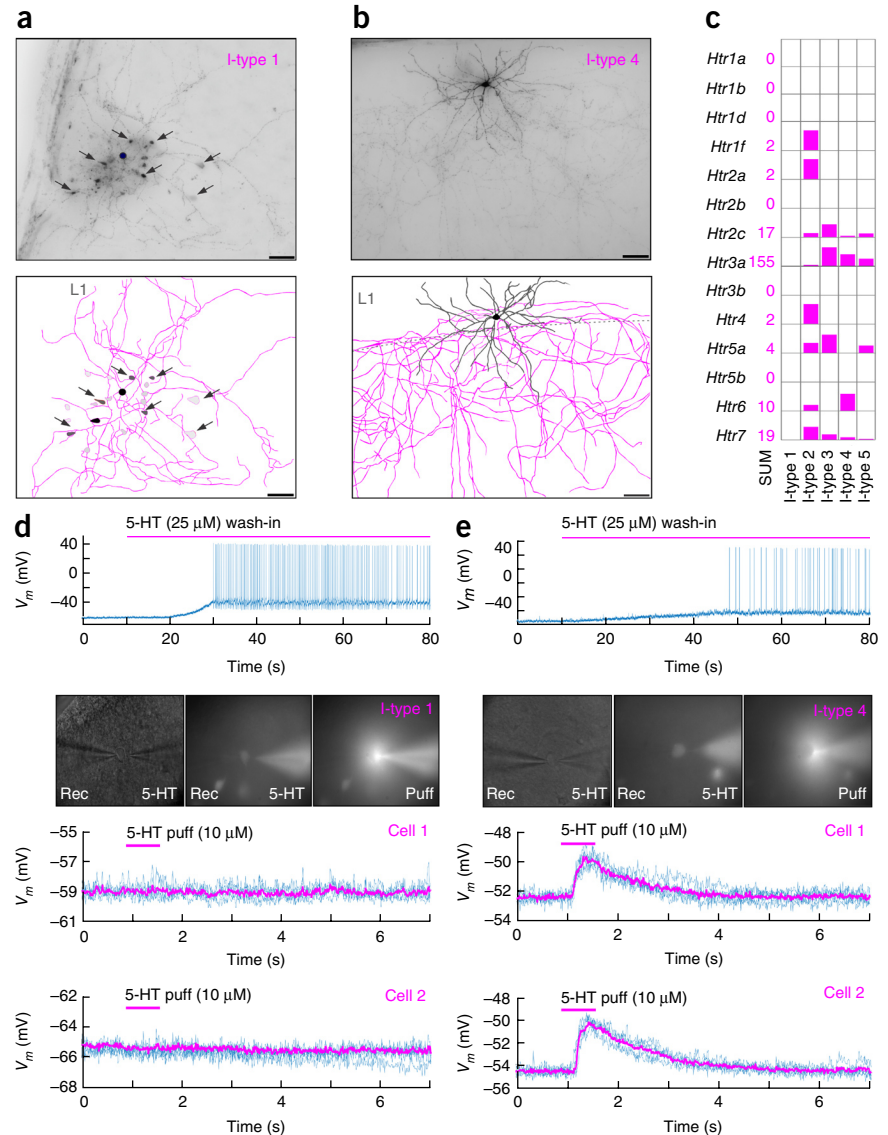 a
I-type 1
L1
b
I-type 4
L1
c
Htr1a 0
Htr1b 0
Htr1d 0
Htr1f 2
Htr2a 2
Htr2b 0
Htr2c 17
Htr3a 155
Htr3b 0
Htr4 2
Htr5a 4
Htr5b 0
Htr6 10
Htr7 19
SUM
I-type 1
I-type 2
I-type 3
I-type 4
I-type 5
d
5-HT (25 μM) wash-in
Vm (mV)
40
0
−40
0 20 40 60 80
Time (s)
I-type 1
Rec 5-HT
Rec 5-HT
Puff
5-HT puff (10 μM)
Cell 1
Vm (mV)
−55
−57
−59
−61
0 2 4 6
Time (s)
5-HT puff (10 μM)
Cell 2
Vm (mV)
−62
−64
−66
−68
0 2 4 6
Time (s)
e
5-HT (25 μM) wash-in
Vm (mV)
40
0
−40
0 20 40 60 80
Time (s)
I-type 4
Rec 5-HT
Rec 5-HT
Puff
5-HT puff (10 μM)
Cell 1
Vm (mV)
−48
−50
−52
−54
0 2 4 6
Time (s)
5-HT puff (10 μM)
Cell 2
Vm (mV)
−48
−50
−52
−54
−56
0 2 4 6
Time (s)